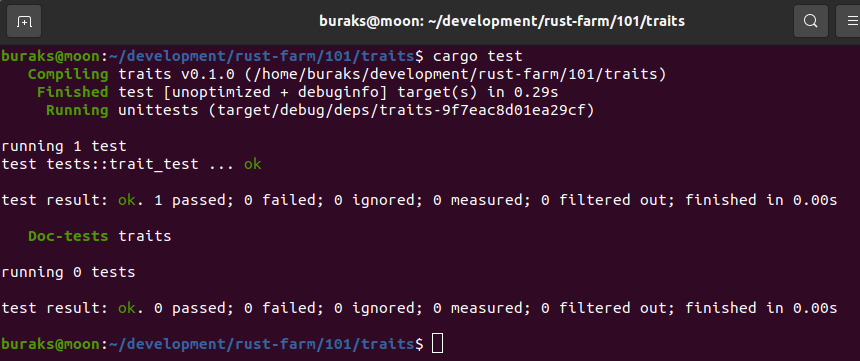 buraks@moon: ~/development/rust-farm/101/traits
buraks@moon:~/development/rust-farm/101/traits$ cargo test
   Compiling traits v0.1.0 (/home/buraks/development/rust-farm/101/traits)
    Finished test [unoptimized + debuginfo] target(s) in 0.29s
     Running unittests (target/debug/deps/traits-9f7eac8d01ea29cf)
running 1 test
test tests::trait_test ... ok
test result: ok. 1 passed; 0 failed; 0 ignored; 0 measured; 0 filtered out; finished in 0.00s
   Doc-tests traits
running 0 tests
test result: ok. 0 passed; 0 failed; 0 ignored; 0 measured; 0 filtered out; finished in 0.00s
buraks@moon:~/development/rust-farm/101/traits$